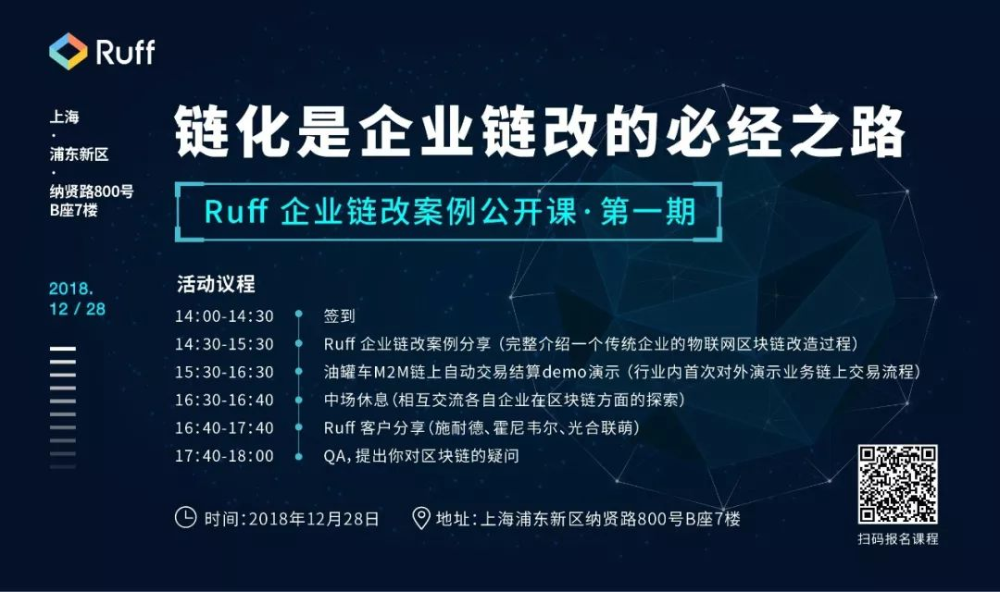 Ruff
上海
·
浦东新区
·
纳贤路800号
B座7楼
2018.
12 / 28
链化是企业链改的必经之路
Ruff 企业链改案例公开课·第一期
活动议程
14:00-14:30 签到
14:30-15:30 Ruff 企业链改案例分享（完整介绍一个传统企业的物联网区块链改造过程）
15:30-16:30 油罐车M2M链上自动交易结算demo演示（行业内首次对外演示业务链上交易流程）
16:30-16:40 中场休息（相互交流各自企业在区块链方面的探索）
16:40-17:40 Ruff 客户分享（施耐德、霍尼韦尔、光合联萌）
17:40-18:00 QA，提出你对区块链的疑问
时间：2018年12月28日 地址：上海浦东新区纳贤路800号B座7楼
扫码报名课程